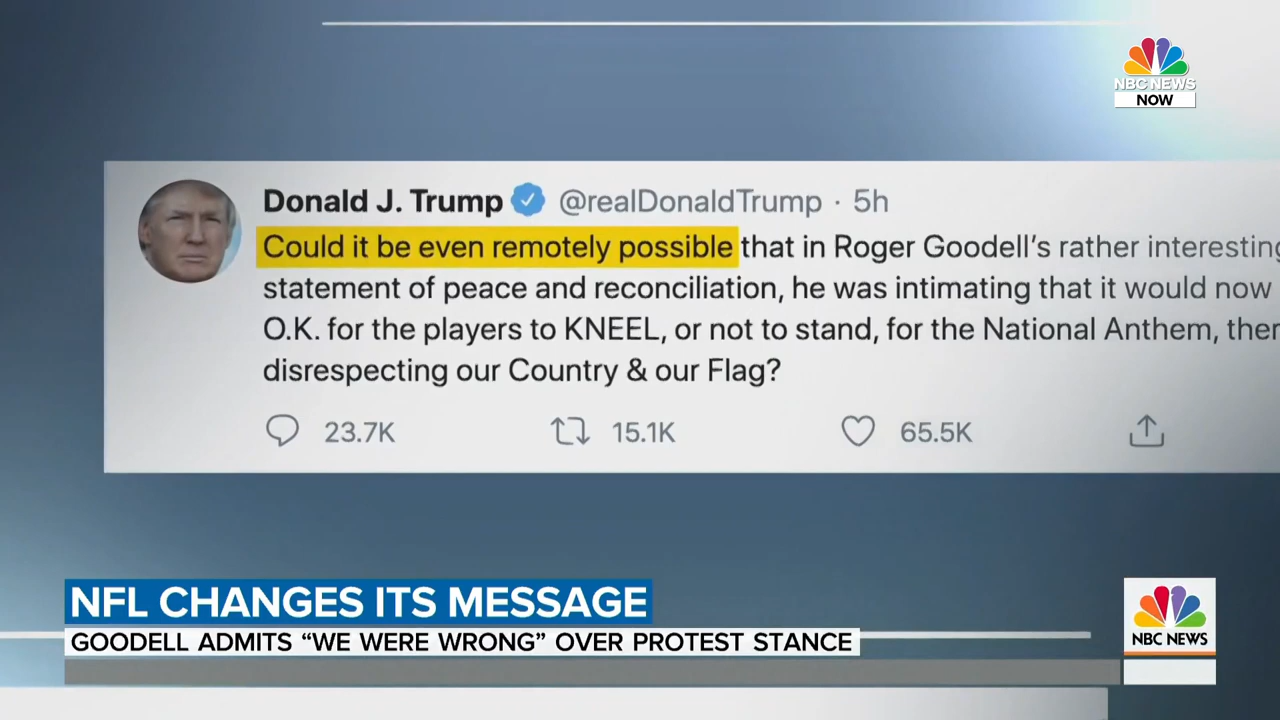 NBC NEWS
NOW
Donald J. Trump @realDonaldTrump · 5h
Could it be even remotely possible that in Roger Goodell’s rather interesting
statement of peace and reconciliation, he was intimating that it would now
O.K. for the players to KNEEL, or not to stand, for the National Anthem,
disrespecting our Country & our Flag?
23.7K 15.1K 65.5K
NFL CHANGES ITS MESSAGE
GOODELL ADMITS “WE WERE WRONG” OVER PROTEST STANCE
NBC NEWS